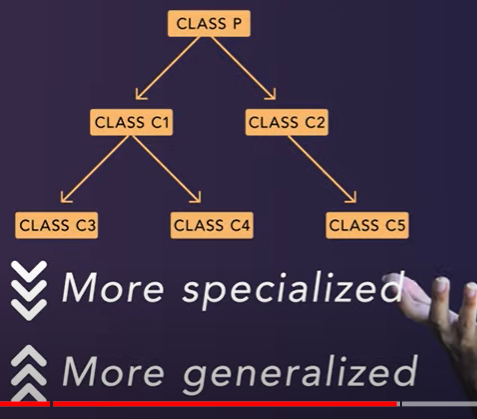 CLASS P
CLASS C1 CLASS C2
CLASS C3 CLASS C4 CLASS C5
More specialized
More generalized